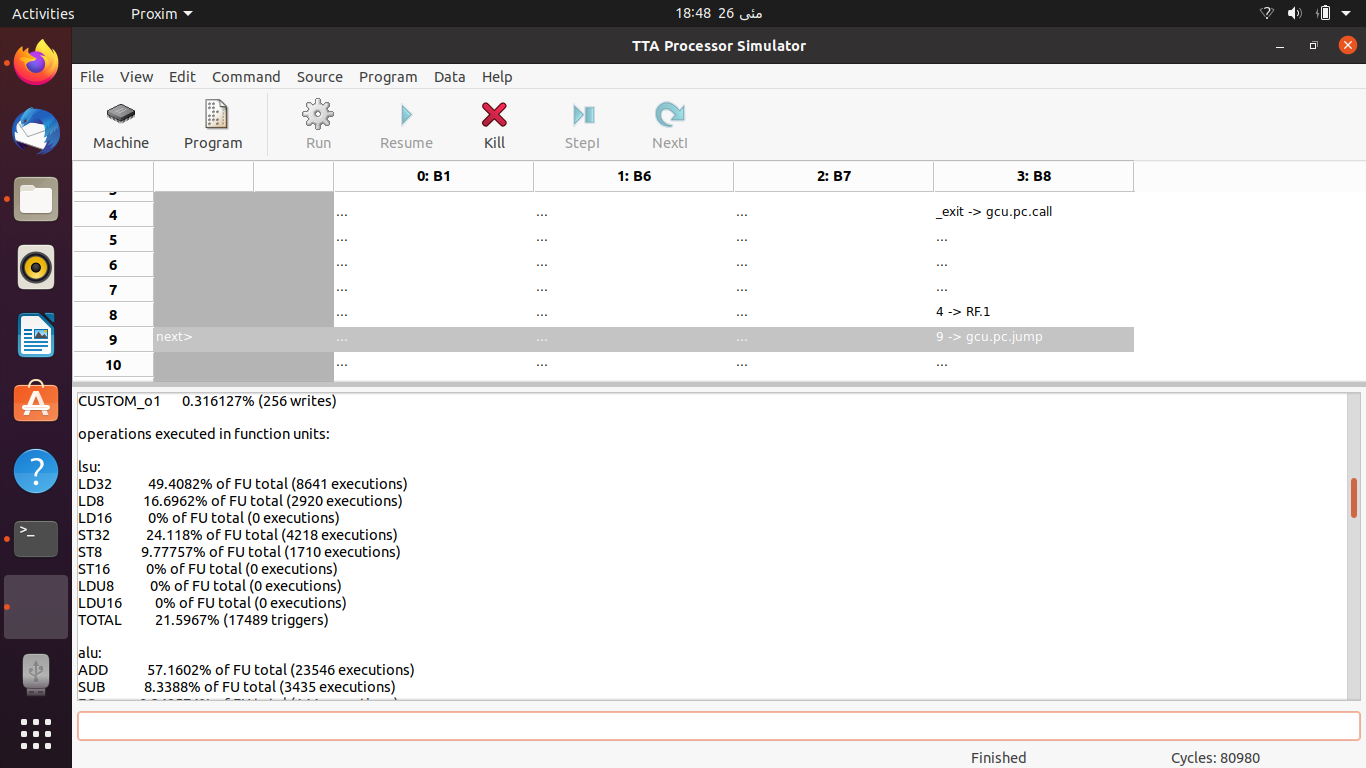 Activities Proxim 18:48 26 مئی
TTA Processor Simulator
File View Edit Command Source Program Data Help
Machine Program Run Resume Kill StepI NextI
0: B1 1: B6 2: B7 3: B8
4 ... ... ... _exit -> gcu.pc.call
5 ... ... ... ...
6 ... ... ... ...
7 ... ... ... ...
8 ... ... ... 4 -> RF.1
9 next> ... ... ... 9 -> gcu.pc.jump
10 ... ... ... ...
CUSTOM_o1 0.316127% (256 writes)
operations executed in function units:
lsu:
LD32 49.4082% of FU total (8641 executions)
LD8 16.6962% of FU total (2920 executions)
LD16 0% of FU total (0 executions)
ST32 24.118% of FU total (4218 executions)
ST8 9.77757% of FU total (1710 executions)
ST16 0% of FU total (0 executions)
LDU8 0% of FU total (0 executions)
LDU16 0% of FU total (0 executions)
TOTAL 21.5967% (17489 triggers)
alu:
ADD 57.1602% of FU total (23546 executions)
SUB 8.3388% of FU total (3435 executions)
Finished Cycles: 80980